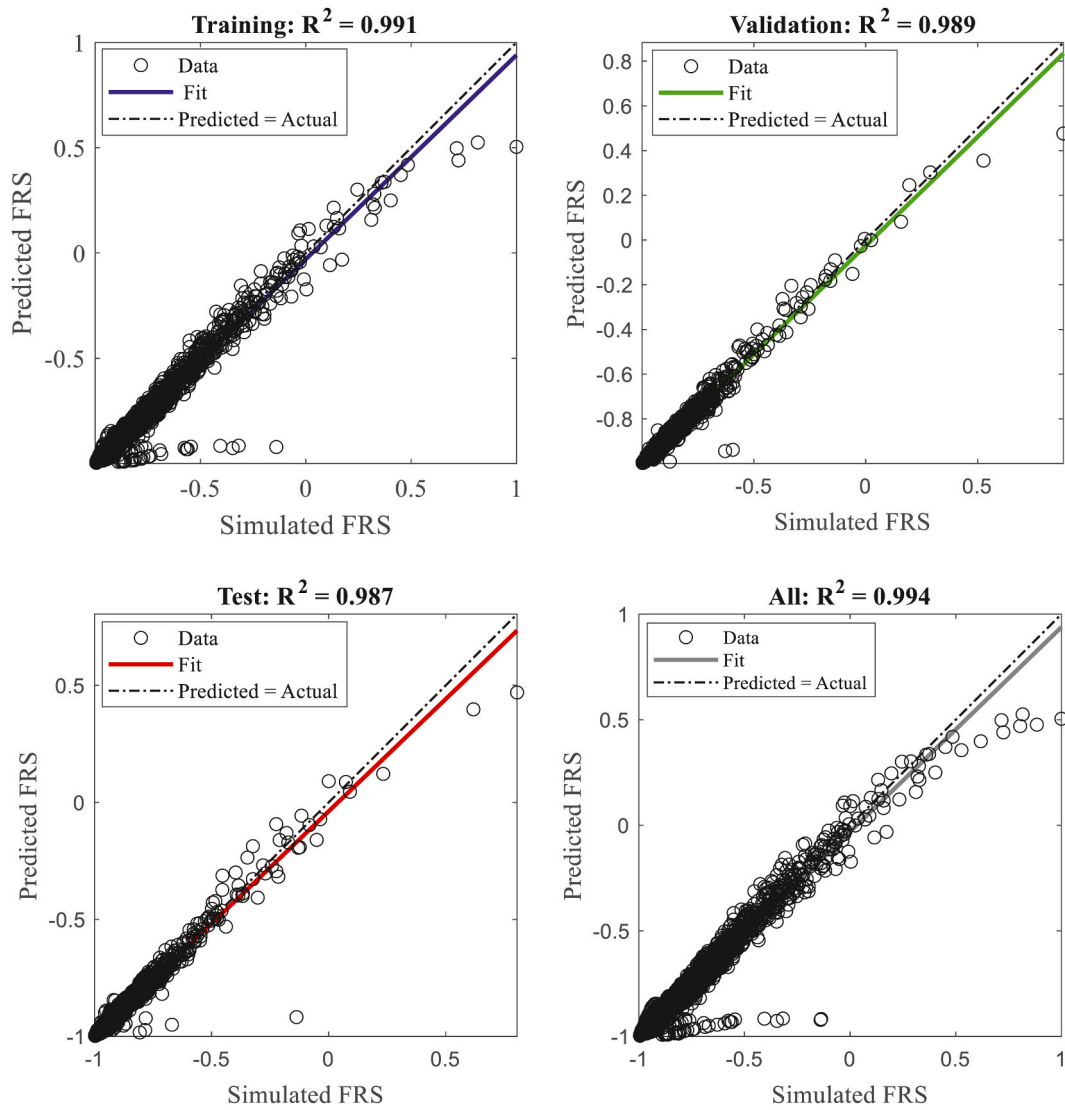 Training: R² = 0.991
1
0.5
0
-0.5
Data
Fit
Predicted = Actual
Predicted FRS
-0.5
0
0.5
1
Simulated FRS
Validation: R² = 0.989
0.8
0.6
0.4
0.2
0
-0.2
-0.4
-0.6
-0.8
Data
Fit
Predicted = Actual
Predicted FRS
-0.5
0
0.5
Simulated FRS
Test: R² = 0.987
0.5
0
-0.5
-1
Data
Fit
Predicted = Actual
Predicted FRS
-1
-0.5
0
0.5
Simulated FRS
All: R² = 0.994
1
0.5
0
-0.5
-1
Data
Fit
Predicted = Actual
Predicted FRS
-1
-0.5
0
0.5
1
Simulated FRS